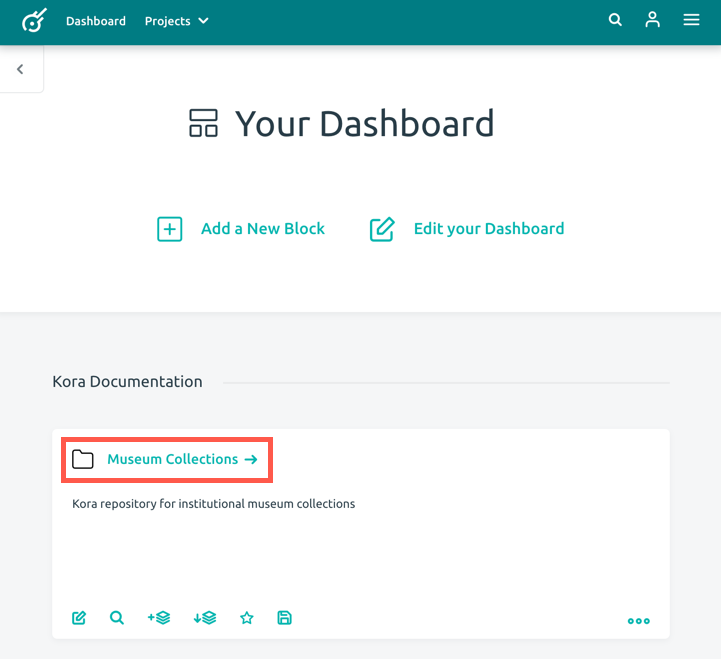 Dashboard Projects
Your Dashboard
Add a New Block Edit your Dashboard
Kora Documentation
Museum Collections →
Kora repository for institutional museum collections